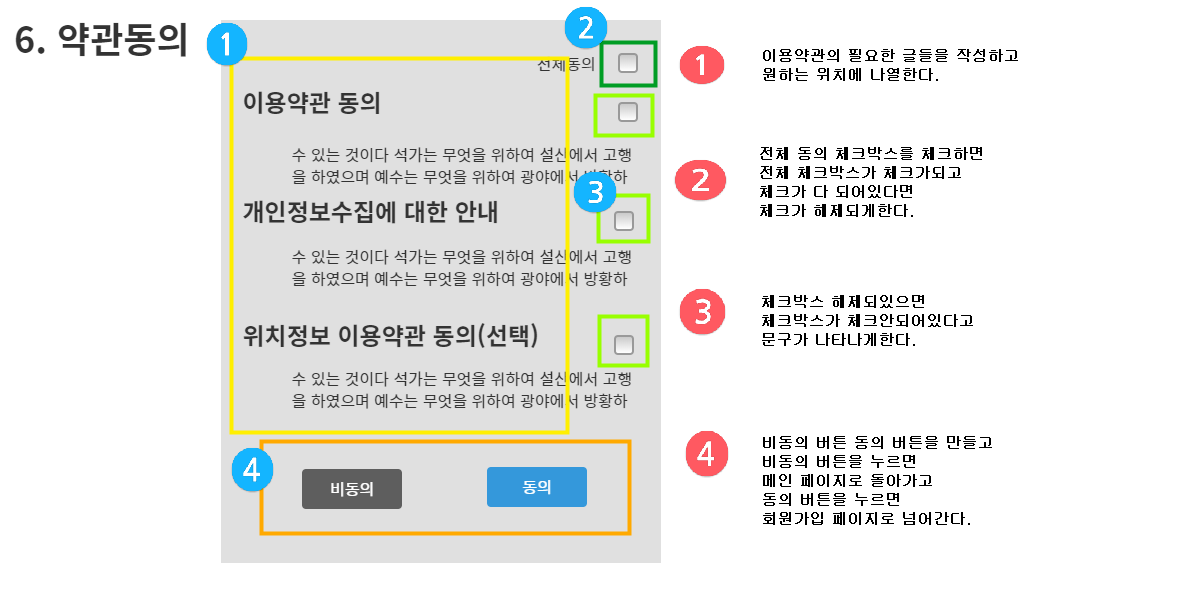 6. 약관동의
1
2
전체동의
이용약관 동의
수 있는 것이다 석가는 무엇을 위하여 설산에서 고행
을 하였으며 예수는 무엇을 위하여 광야에서 방황하
3
개인정보수집에 대한 안내
수 있는 것이다 석가는 무엇을 위하여 설산에서 고행
을 하였으며 예수는 무엇을 위하여 광야에서 방황하
위치정보 이용약관 동의(선택)
수 있는 것이다 석가는 무엇을 위하여 설산에서 고행
을 하였으며 예수는 무엇을 위하여 광야에서 방황하
4
비동의
동의
1
이용약관의 필요한 글들을 작성하고
원하는 위치에 나열한다.
2
전체 동의 체크박스를 체크하면
전체 체크박스가 체크가되고
체크가 다 되어있다면
체크가 해제되게한다.
3
체크박스 해제되있으면
체크박스가 체크안되어있다고
문구가 나타나게한다.
4
비동의 버튼 동의 버튼을 만들고
비동의 버튼을 누르면
메인 페이지로 돌아가고
동의 버튼을 누르면
회원가입 페이지로 넘어간다.